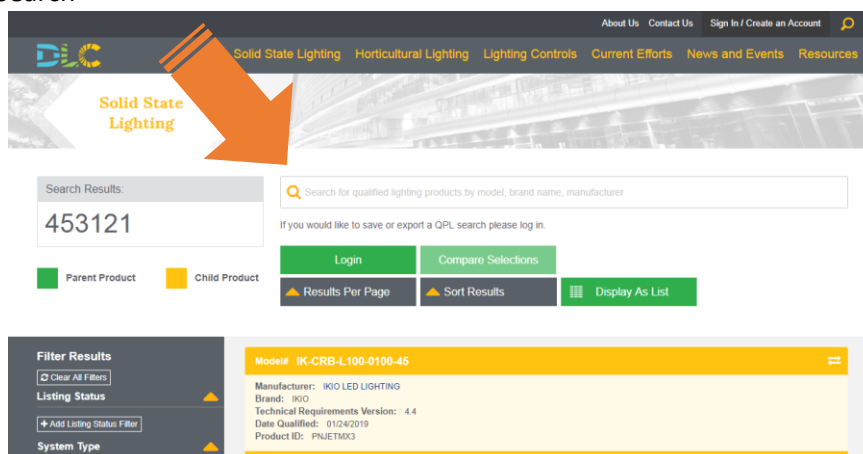 Search
About Us Contact Us Sign In / Create an Account
DLC
Solid State Lighting Horticultural Lighting Lighting Controls Current Efforts News and Events Resources
Solid State
Lighting
Search Results:
453121
Parent Product Child Product
Search for qualified lighting products by model, brand name, manufacturer
If you would like to save or export a QPL search please log in.
Login Compare Selections
Results Per Page Sort Results Display As List
Filter Results
Clear All Filters
Listing Status
+ Add Listing Status Filter
System Type
Model# IK-CRB-L100-0100-45
Manufacturer: IKIO LED LIGHTING
Brand: IKIO
Technical Requirements Version: 4.4
Date Qualified: 01/24/2019
Product ID: PNJETMX3